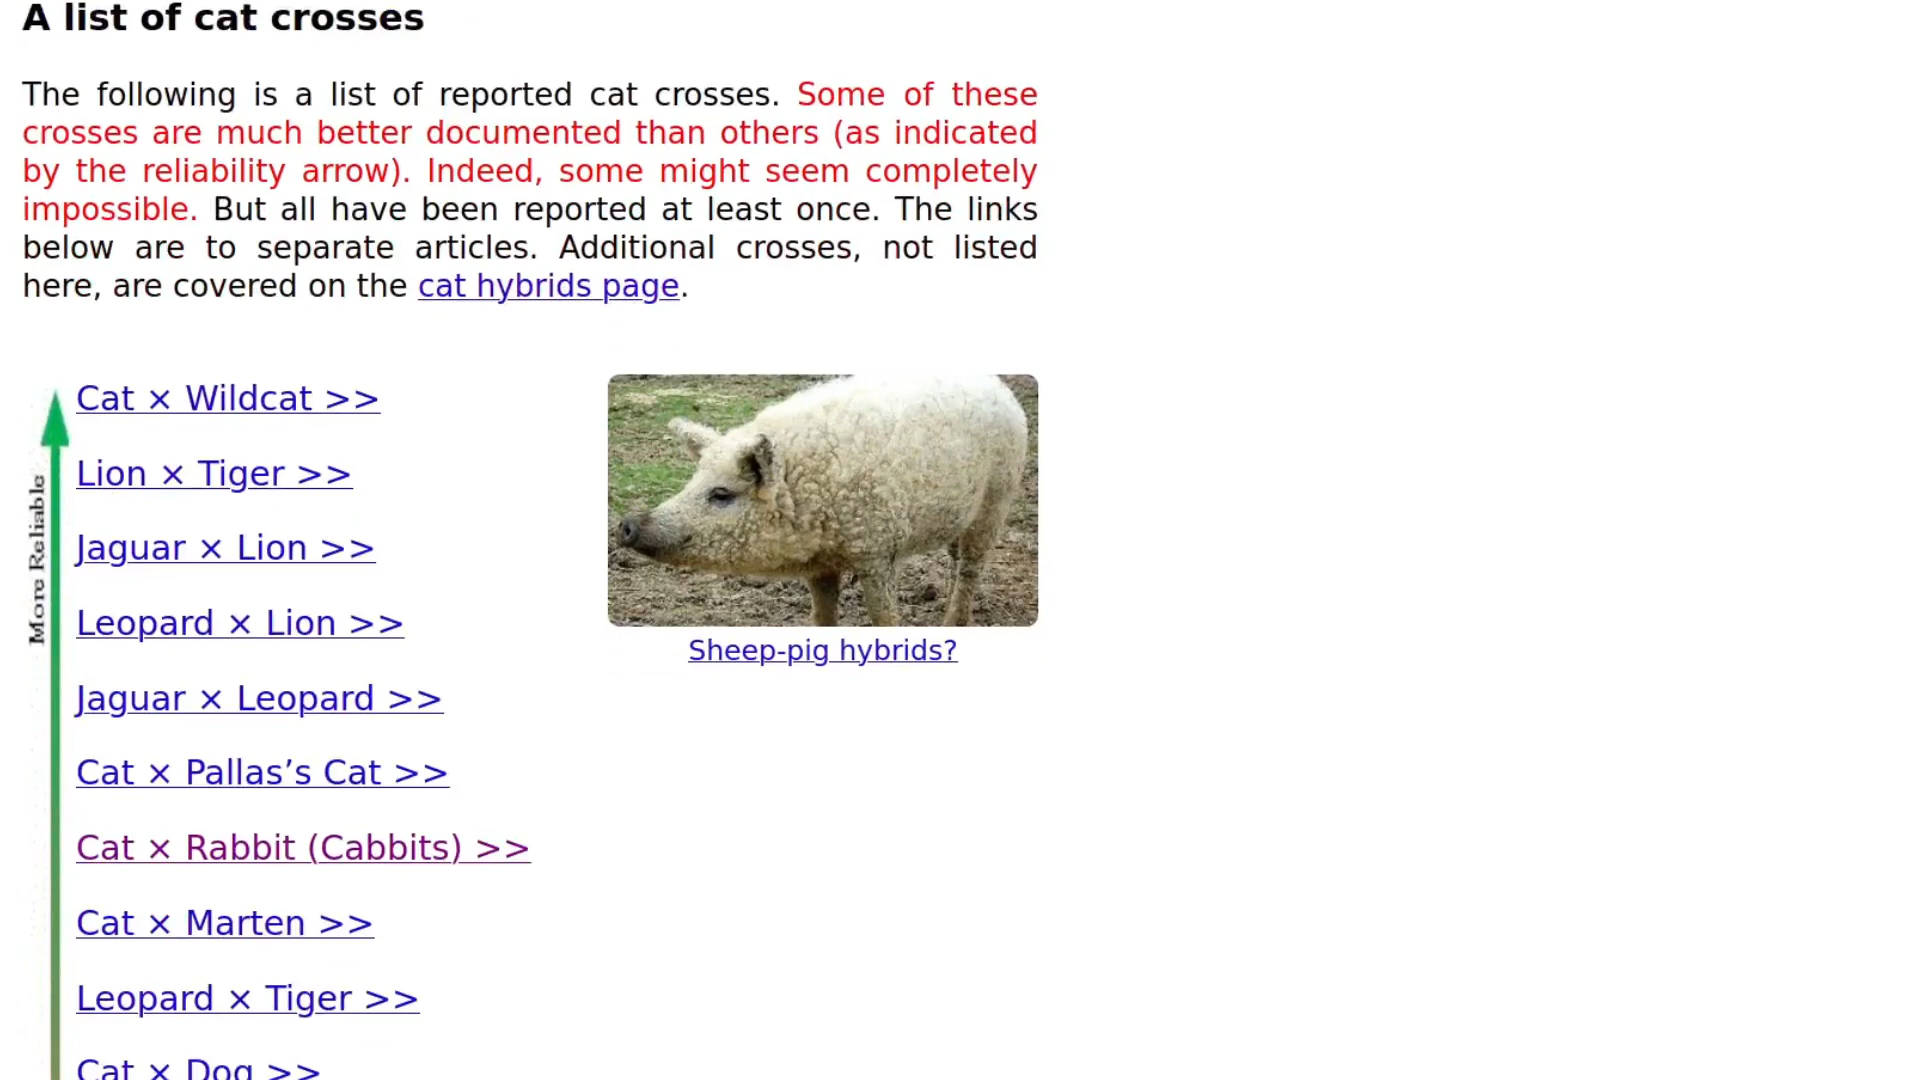 A list of cat crosses
The following is a list of reported cat crosses. Some of these
crosses are much better documented than others (as indicated
by the reliability arrow). Indeed, some might seem completely
impossible. But all have been reported at least once. The links
below are to separate articles. Additional crosses, not listed
here, are covered on the cat hybrids page.
More Reliable
Cat × Wildcat >>
Lion × Tiger >>
Jaguar × Lion >>
Leopard × Lion >>
Jaguar × Leopard >>
Cat × Pallas’s Cat >>
Cat × Rabbit (Cabbits) >>
Cat × Marten >>
Leopard × Tiger >>
Cat × Dog >>
Sheep-pig hybrids?